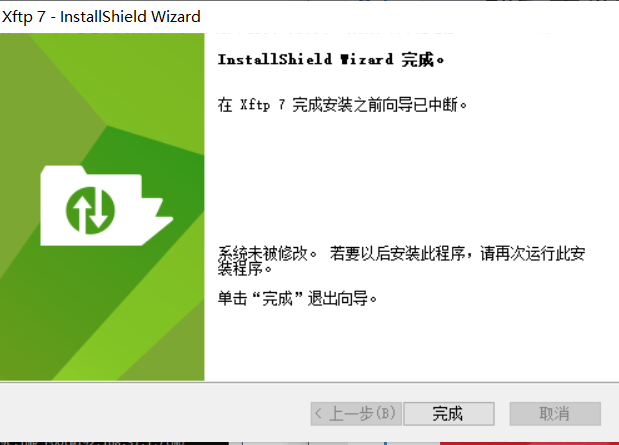 Xftp 7 - InstallShield Wizard
InstallShield Wizard 完成。
在 Xftp 7 完成安装之前向导已中断。
系统未被修改。 若要以后安装此程序，请再次运行此安
装程序。
单击“完成”退出向导。
< 上一步(B)
完成
取消